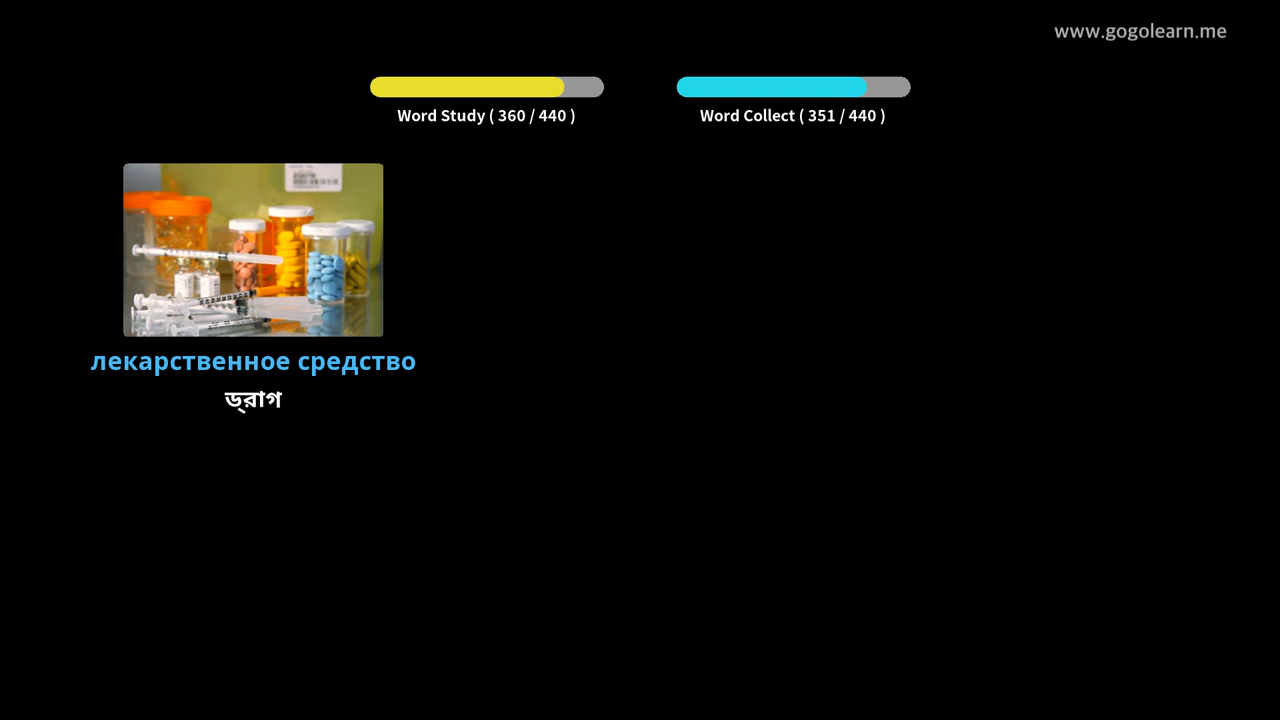 www.gogolearn.me
Word Study ( 360 / 440 )
Word Collect ( 351 / 440 )
лекарственное средство
ড্রাগ